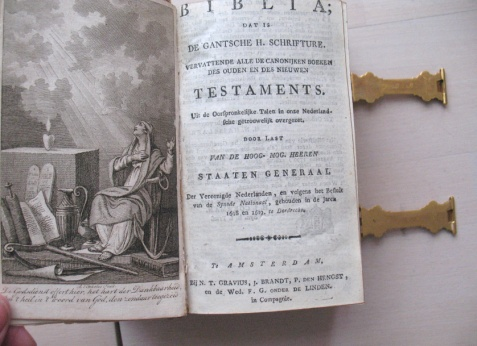 BIBLIA;
DAT IS
DE GANTSCHE H. SCHRIFTURE.
VERVATTENDE ALLE DE CANONIJKEN BOEKEN
DES OUDEN EN DES NIEUWEN
TESTAMENTS.
Uit de Oorspronkelijke Talen in onze Nederland-
sche getrouwelijk overgezet.
DOOR LAST
VAN DE HOOG- MOG. HEEREN
STAATEN GENERAAL
Der Vereenigde Nederlanden, en volgens het Besluit
van de Synode Nationaal, gehouden in de jaren
1618 en 1619, te Dordrecht.
Te AMSTERDAM,
Bij N. T. GRAVIUS, J. BRANDT, P. DEN HENGST,
en de Wed. F. G. ONDER DE LINDEN.
in Compagnie.
De Godsdienst offert hier het hart der Dankbaarheid
't heil in 't Woord van God, den zondaar toegezeid